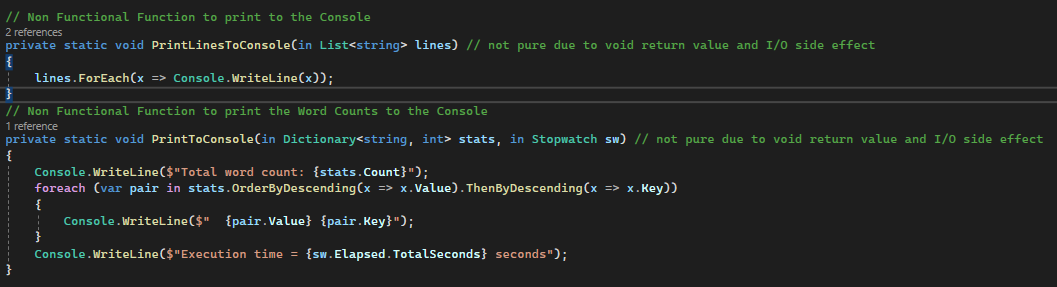 // Non Functional Function to print to the Console
2 references
private static void PrintLinesToConsole(in List<string> lines) // not pure due to void return value and I/O side effect
{
    lines.ForEach(x => Console.WriteLine(x));
}
// Non Functional Function to print the Word Counts to the Console
1 reference
private static void PrintToConsole(in Dictionary<string, int> stats, in Stopwatch sw) // not pure due to void return value and I/O side effect
{
    Console.WriteLine($"Total word count: {stats.Count}");
    foreach (var pair in stats.OrderByDescending(x => x.Value).ThenByDescending(x => x.Key))
    {
        Console.WriteLine($"  {pair.Value} {pair.Key}");
    }
    Console.WriteLine($"Execution time = {sw.Elapsed.TotalSeconds} seconds");
}